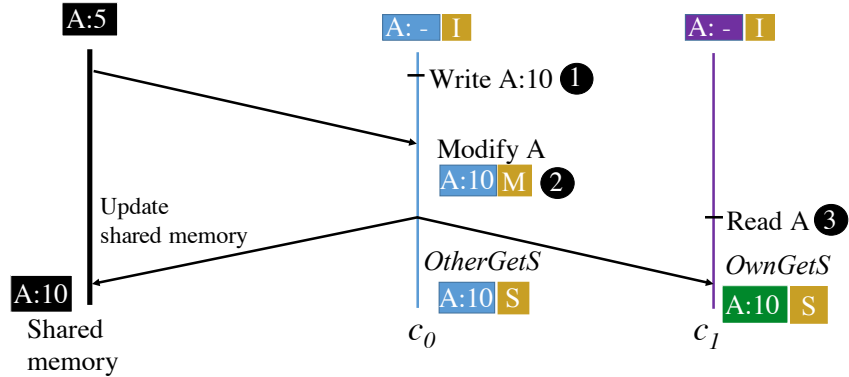 A:5
A: - I
A: - I
Write A:10 1
Modify A
A:10 M 2
Update
shared memory
Read A 3
OtherGetS
OwnGetS
A:10
A:10 S
A:10 S
Shared
memory
c0
c1